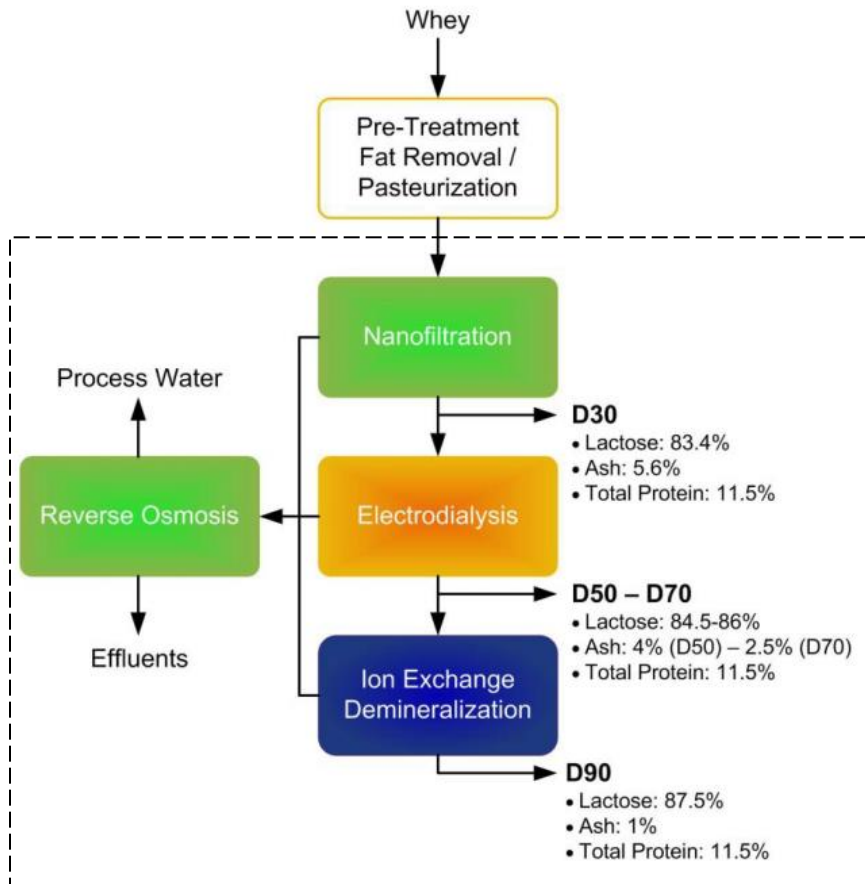 Whey
Pre-Treatment
Fat Removal /
Pasteurization
Nanofiltration
Process Water
D30
• Lactose: 83.4%
• Ash: 5.6%
• Total Protein: 11.5%
Reverse Osmosis
Electrodialysis
D50 – D70
• Lactose: 84.5-86%
• Ash: 4% (D50) – 2.5% (D70)
• Total Protein: 11.5%
Effluents
Ion Exchange
Demineralization
D90
• Lactose: 87.5%
• Ash: 1%
• Total Protein: 11.5%